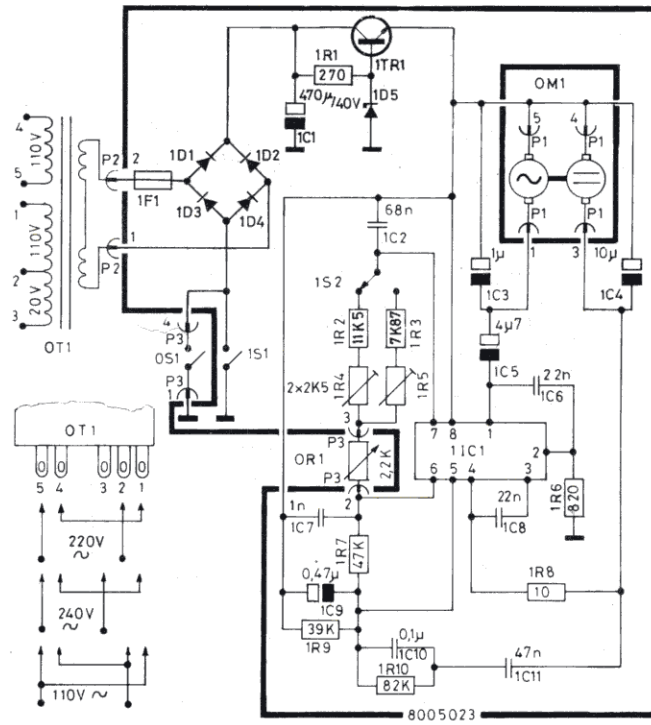 1R1
270
1TR1
OM1
470µ/40V
1D5
1C1
4
110V
5
1
110V
2
20V
3
OT1
P2
2
1F1
1
P2
1D1
1D2
1D3
1D4
5
4
P1
P1
P1
P1
1
3
68n
1C2
1S2
1µ
1C3
10µ
1C4
4µ7
1C5
22n
1C6
1R2
11K5
7K87
1R3
2x2K5
1R4
1R5
4
P3
OS1
P3
1
1S1
3
P3
OR1
2,2K
P3
2
7
8
1
1IC1
2
6
5
4
3
22n
1C8
1R6
820
1n
1C7
1R7
47K
1R8
10
0,47µ
1C9
39K
1R9
0,1µ
1C10
1R10
82K
47n
1C11
OT1
5
4
3
2
1
220V
~
240V
~
110V ~
8005023